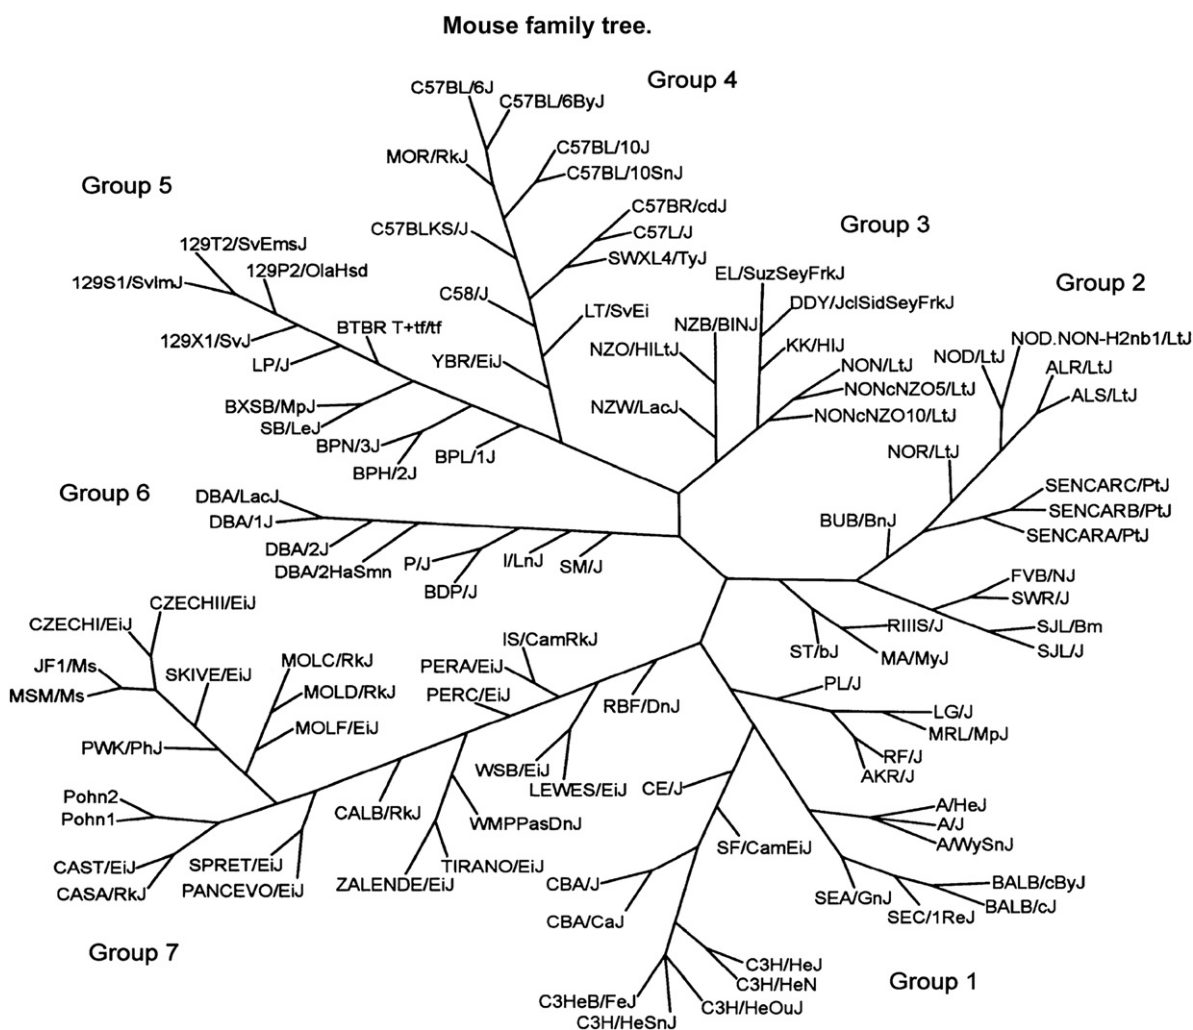 Mouse family tree.
Group 4
C57BL/6J
C57BL/6ByJ
MOR/RkJ
C57BL/10J
C57BL/10SnJ
C57BLKS/J
C57BR/cdJ
C57L/J
SWXL4/TyJ
C58/J
LT/SvEi
YBR/EiJ
Group 5
129T2/SvEmsJ
129P2/OlaHsd
129S1/SvImJ
129X1/SvJ
BTBR T+tf/tf
LP/J
BXSB/MpJ
SB/LeJ
BPN/3J
BPH/2J
BPL/1J
Group 3
EL/SuzSeyFrkJ
DDY/JclSidSeyFrkJ
NZB/BINJ
NZO/HILtJ
KK/HIJ
NON/LtJ
NONcNZO5/LtJ
NONcNZO10/LtJ
NZW/LacJ
Group 2
NOD.NON-H2nb1/LtJ
NOD/LtJ
ALR/LtJ
ALS/LtJ
NOR/LtJ
SENCARC/PtJ
SENCARB/PtJ
SENCARA/PtJ
BUB/BnJ
FVB/NJ
SWR/J
SJL/Bm
SJL/J
RIIIS/J
MA/MyJ
ST/bJ
Group 6
DBA/LacJ
DBA/1J
DBA/2J
DBA/2HaSmn
P/J
BDP/J
I/LnJ
SM/J
CZECHII/EiJ
CZECHI/EiJ
JF1/Ms
MSM/Ms
SKIVE/EiJ
MOLC/RkJ
MOLD/RkJ
MOLF/EiJ
PWK/PhJ
Pohn2
Pohn1
CAST/EiJ
CASA/RkJ
SPRET/EiJ
PANCEVO/EiJ
CALB/RkJ
ZALENDE/EiJ
TIRANO/EiJ
WMPPasDnJ
IS/CamRkJ
PERA/EiJ
PERC/EiJ
RBF/DnJ
WSB/EiJ
LEWES/EiJ
Group 7
PL/J
LG/J
MRL/MpJ
RF/J
AKR/J
CE/J
SF/CamEiJ
A/HeJ
A/J
A/WySnJ
CBA/J
CBA/CaJ
SEA/GnJ
SEC/1ReJ
BALB/cByJ
BALB/cJ
C3H/HeJ
C3H/HeN
C3H/HeOuJ
C3HeB/FeJ
C3H/HeSnJ
Group 1